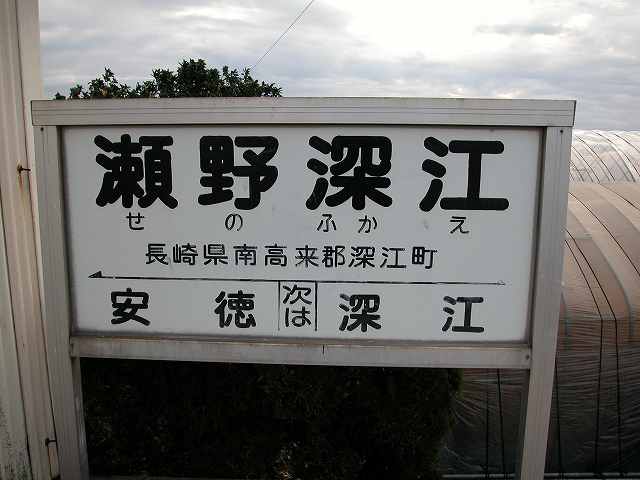 瀬野深江
せのふかえ
長崎県南高来郡深江町
安徳 次は 深江